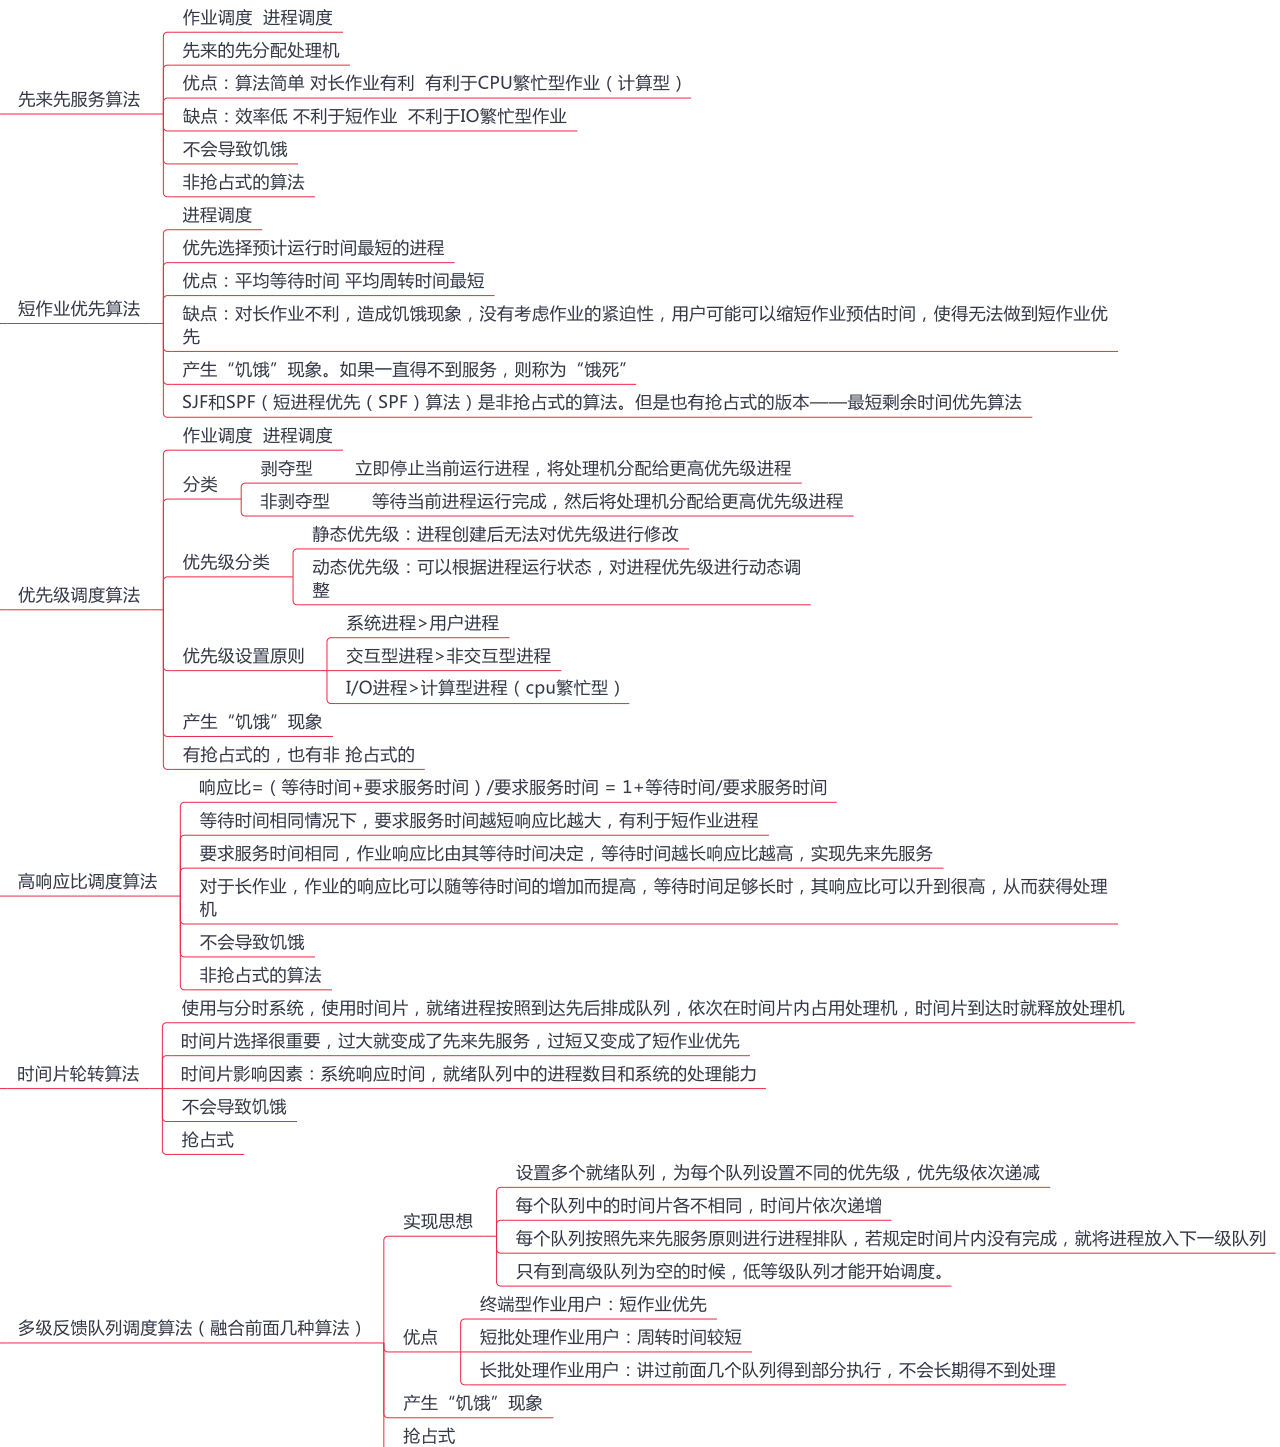 先来先服务算法
作业调度 进程调度
先来的先分配处理机
优点：算法简单 对长作业有利 有利于CPU繁忙型作业（计算型）
缺点：效率低 不利于短作业 不利于IO繁忙型作业
不会导致饥饿
非抢占式的算法
短作业优先算法
进程调度
优先选择预计运行时间最短的进程
优点：平均等待时间 平均周转时间最短
缺点：对长作业不利，造成饥饿现象，没有考虑作业的紧迫性，用户可能可以缩短作业预估时间，使得无法做到短作业优
先
产生“饥饿”现象。如果一直得不到服务，则称为“饿死”
SJF和SPF（短进程优先（SPF）算法）是非抢占式的算法。但是也有抢占式的版本——最短剩余时间优先算法
优先级调度算法
作业调度 进程调度
分类
剥夺型 立即停止当前运行进程，将处理机分配给更高优先级进程
非剥夺型 等待当前进程运行完成，然后将处理机分配给更高优先级进程
优先级分类
静态优先级：进程创建后无法对优先级进行修改
动态优先级：可以根据进程运行状态，对进程优先级进行动态调
整
优先级设置原则
系统进程>用户进程
交互型进程>非交互型进程
I/O进程>计算型进程（cpu繁忙型）
产生“饥饿”现象
有抢占式的，也有非 抢占式的
高响应比调度算法
响应比=（等待时间+要求服务时间）/要求服务时间 = 1+等待时间/要求服务时间
等待时间相同情况下，要求服务时间越短响应比越大，有利于短作业进程
要求服务时间相同，作业响应比由其等待时间决定，等待时间越长响应比越高，实现先来先服务
对于长作业，作业的响应比可以随等待时间的增加而提高，等待时间足够长时，其响应比可以升到很高，从而获得处理
机
不会导致饥饿
非抢占式的算法
时间片轮转算法
使用与分时系统，使用时间片，就绪进程按照到达先后排成队列，依次在时间片内占用处理机，时间片到达时就释放处理机
时间片选择很重要，过大就变成了先来先服务，过短又变成了短作业优先
时间片影响因素：系统响应时间，就绪队列中的进程数目和系统的处理能力
不会导致饥饿
抢占式
多级反馈队列调度算法（融合前面几种算法）
实现思想
设置多个就绪队列，为每个队列设置不同的优先级，优先级依次递减
每个队列中的时间片各不相同，时间片依次递增
每个队列按照先来先服务原则进行进程排队，若规定时间片内没有完成，就将进程放入下一级队列
只有到高级队列为空的时候，低等级队列才能开始调度。
优点
终端型作业用户：短作业优先
短批处理作业用户：周转时间较短
长批处理作业用户：讲过前面几个队列得到部分执行，不会长期得不到处理
产生“饥饿”现象
抢占式